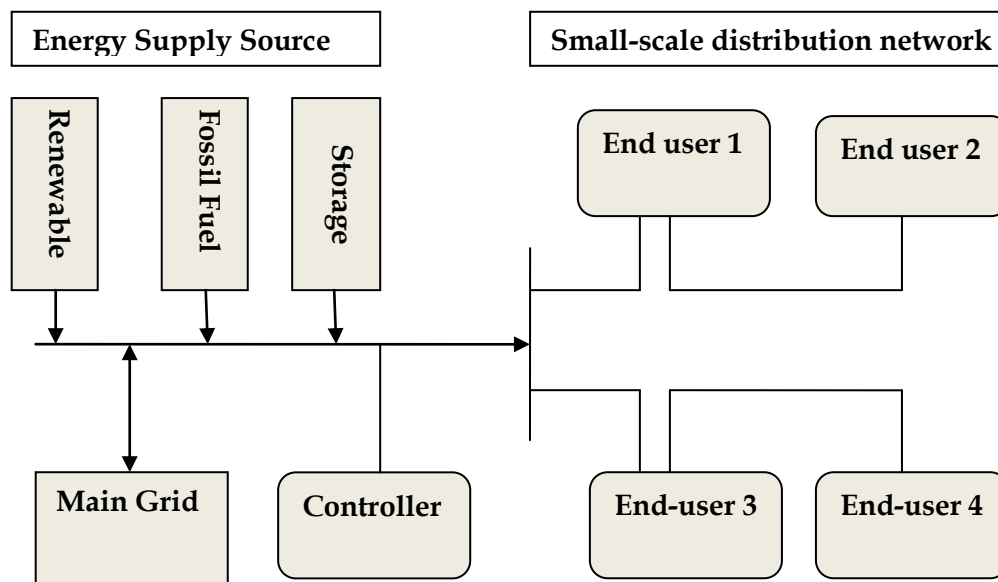 Energy Supply Source
Small-scale distribution network
Renewable
Fossil Fuel
Storage
End user 1
End user 2
Main Grid
Controller
End-user 3
End-user 4